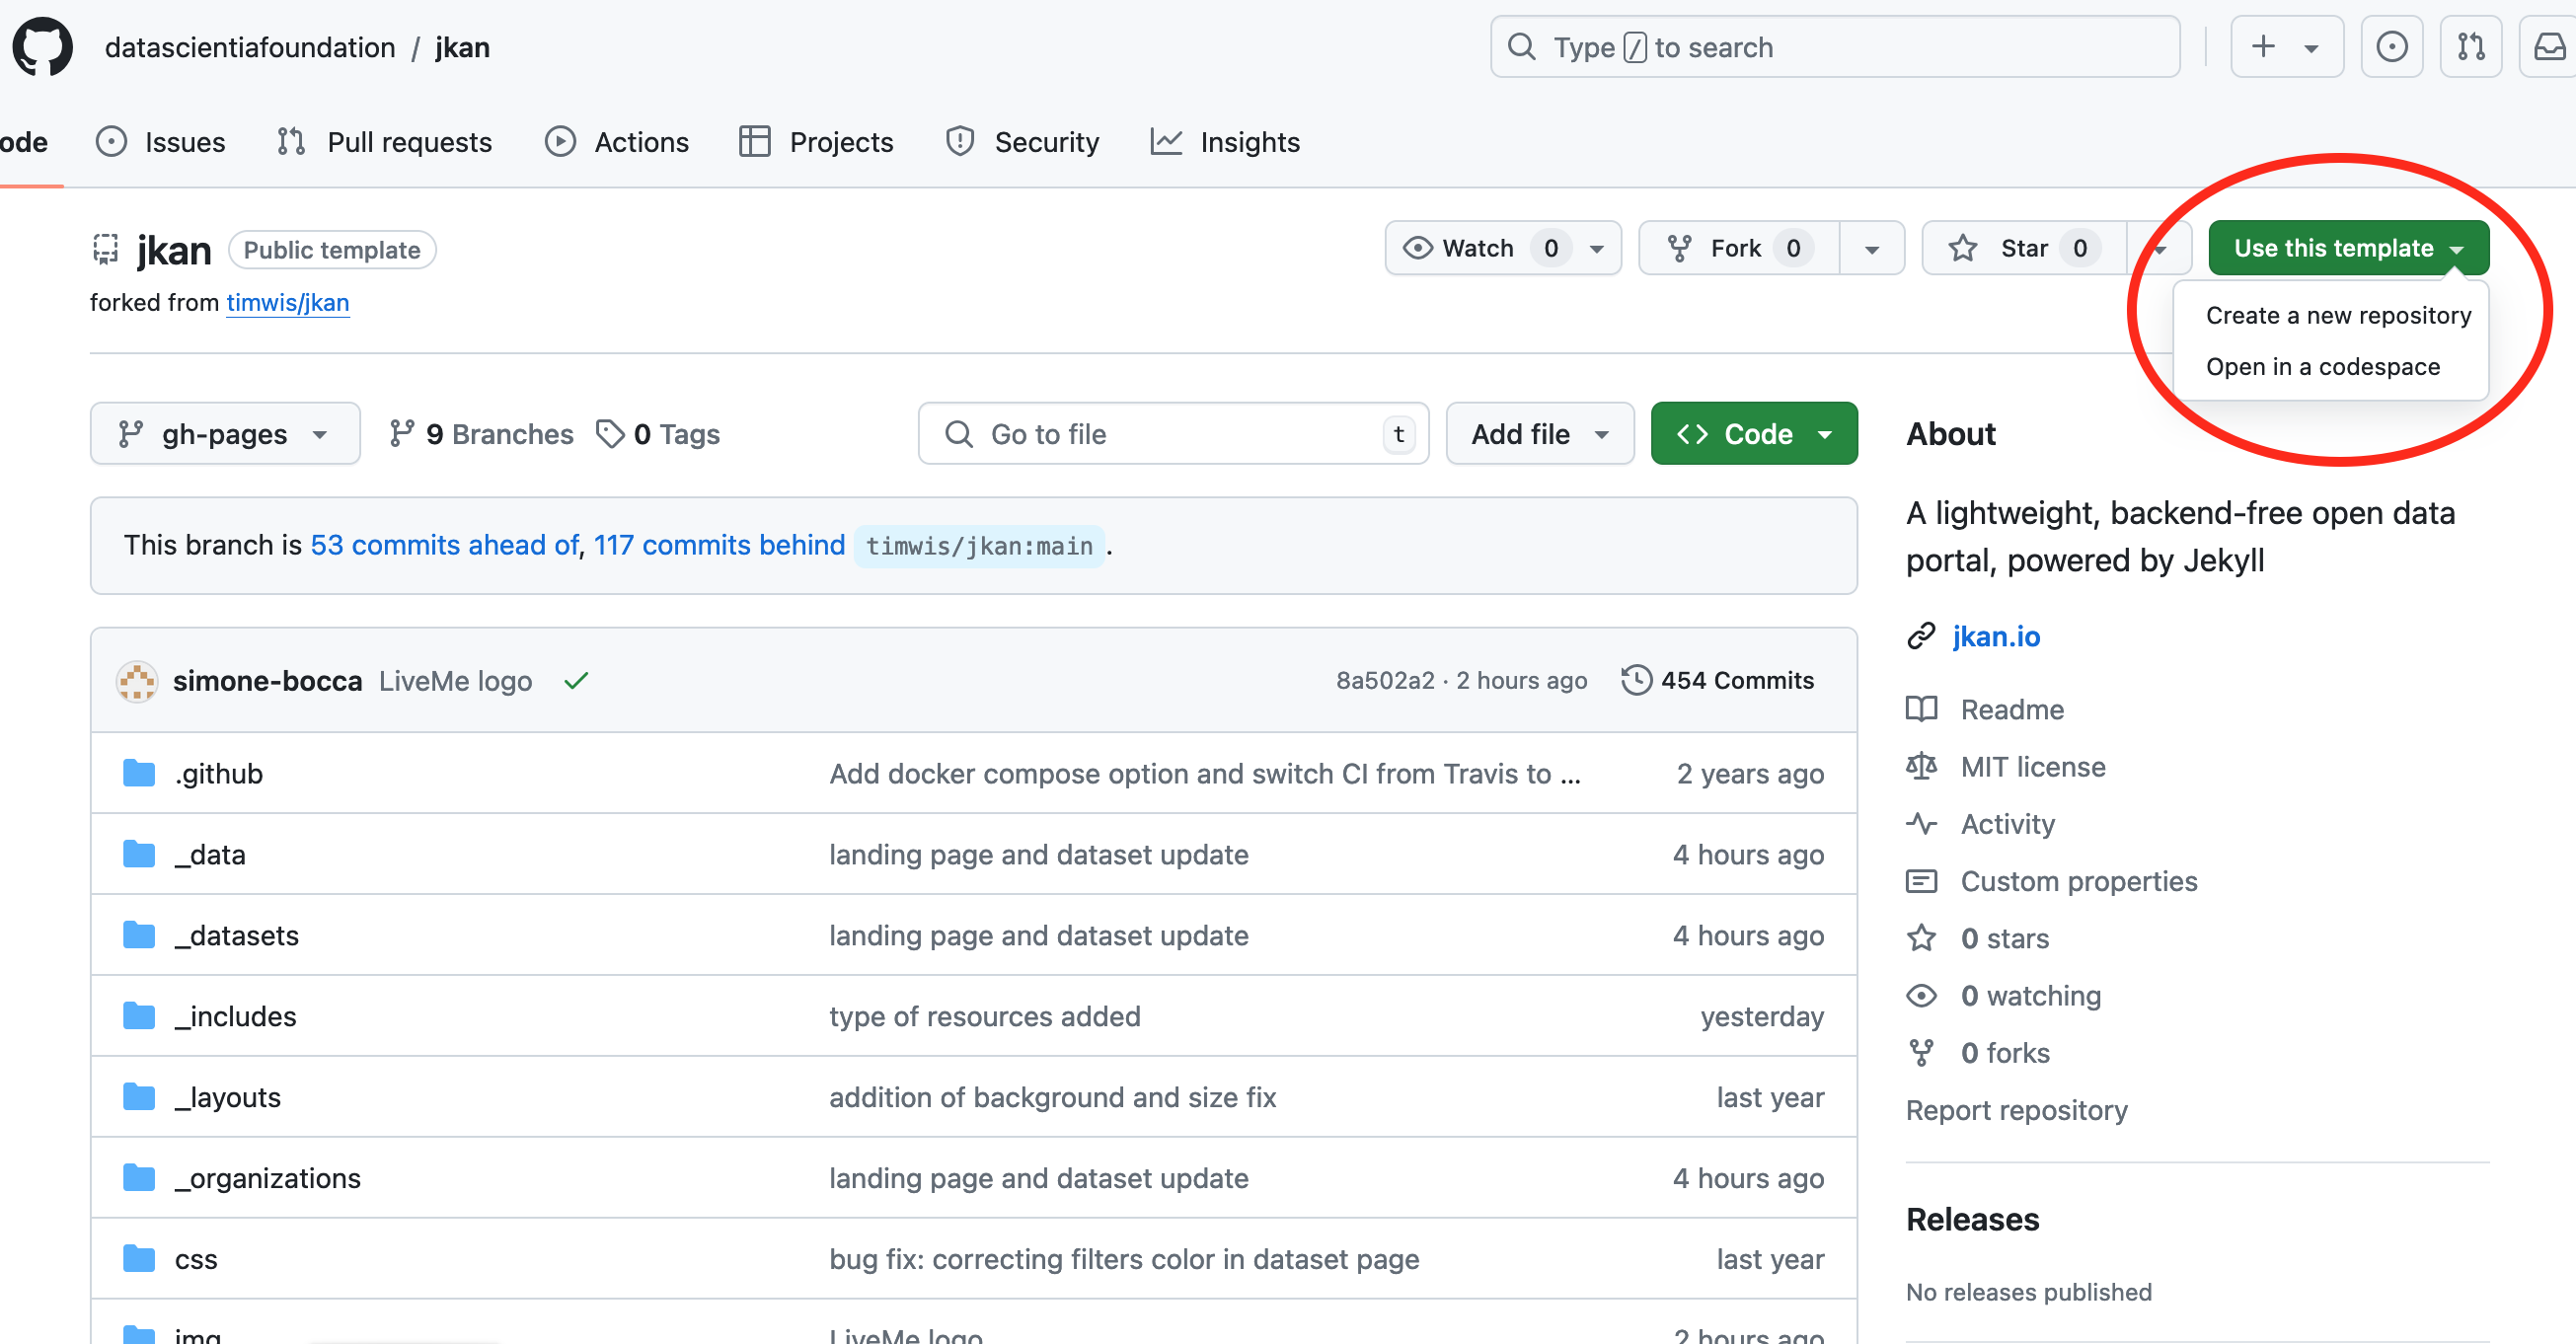 datascientiafoundation / jkan
Type / to search
ode Issues Pull requests Actions Projects Security Insights
jkan Public template
Watch 0 Fork 0 Star 0 Use this template
forked from timwis/jkan
Create a new repository
Open in a codespace
gh-pages 9 Branches 0 Tags Go to file t Add file Code
This branch is 53 commits ahead of, 117 commits behind timwis/jkan:main .
simone-bocca LiveMe logo 8a502a2 · 2 hours ago 454 Commits
.github Add docker compose option and switch CI from Travis to ... 2 years ago
_data landing page and dataset update 4 hours ago
_datasets landing page and dataset update 4 hours ago
_includes type of resources added yesterday
_layouts addition of background and size fix last year
_organizations landing page and dataset update 4 hours ago
css bug fix: correcting filters color in dataset page last year
img LiveMe logo 2 hours ago
About
A lightweight, backend-free open data
portal, powered by Jekyll
jkan.io
Readme
MIT license
Activity
Custom properties
0 stars
0 watching
0 forks
Report repository
Releases
No releases published